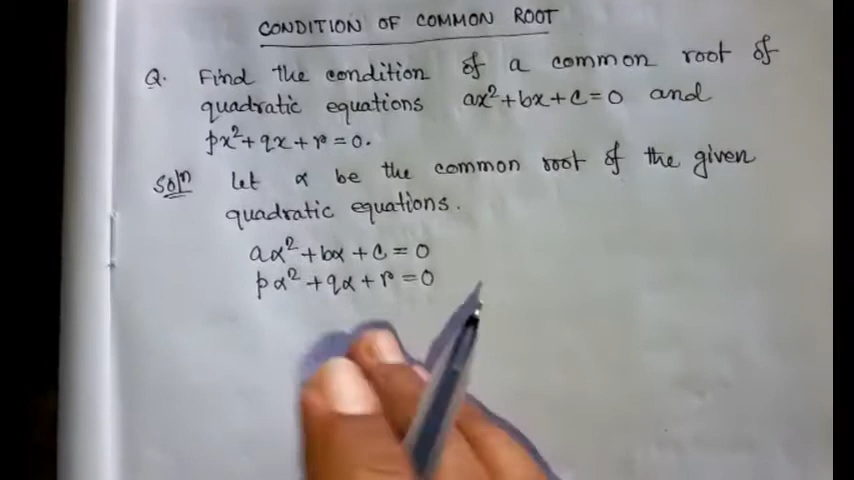 CONDITION OF COMMON ROOT
Q. Find the condition of a common root of
quadratic equations ax²+bx+c=0 and
px²+qx+r=0.
Solⁿ Let α be the common root of the given
quadratic equations.
aα²+bα+c=0
pα²+qα+r=0